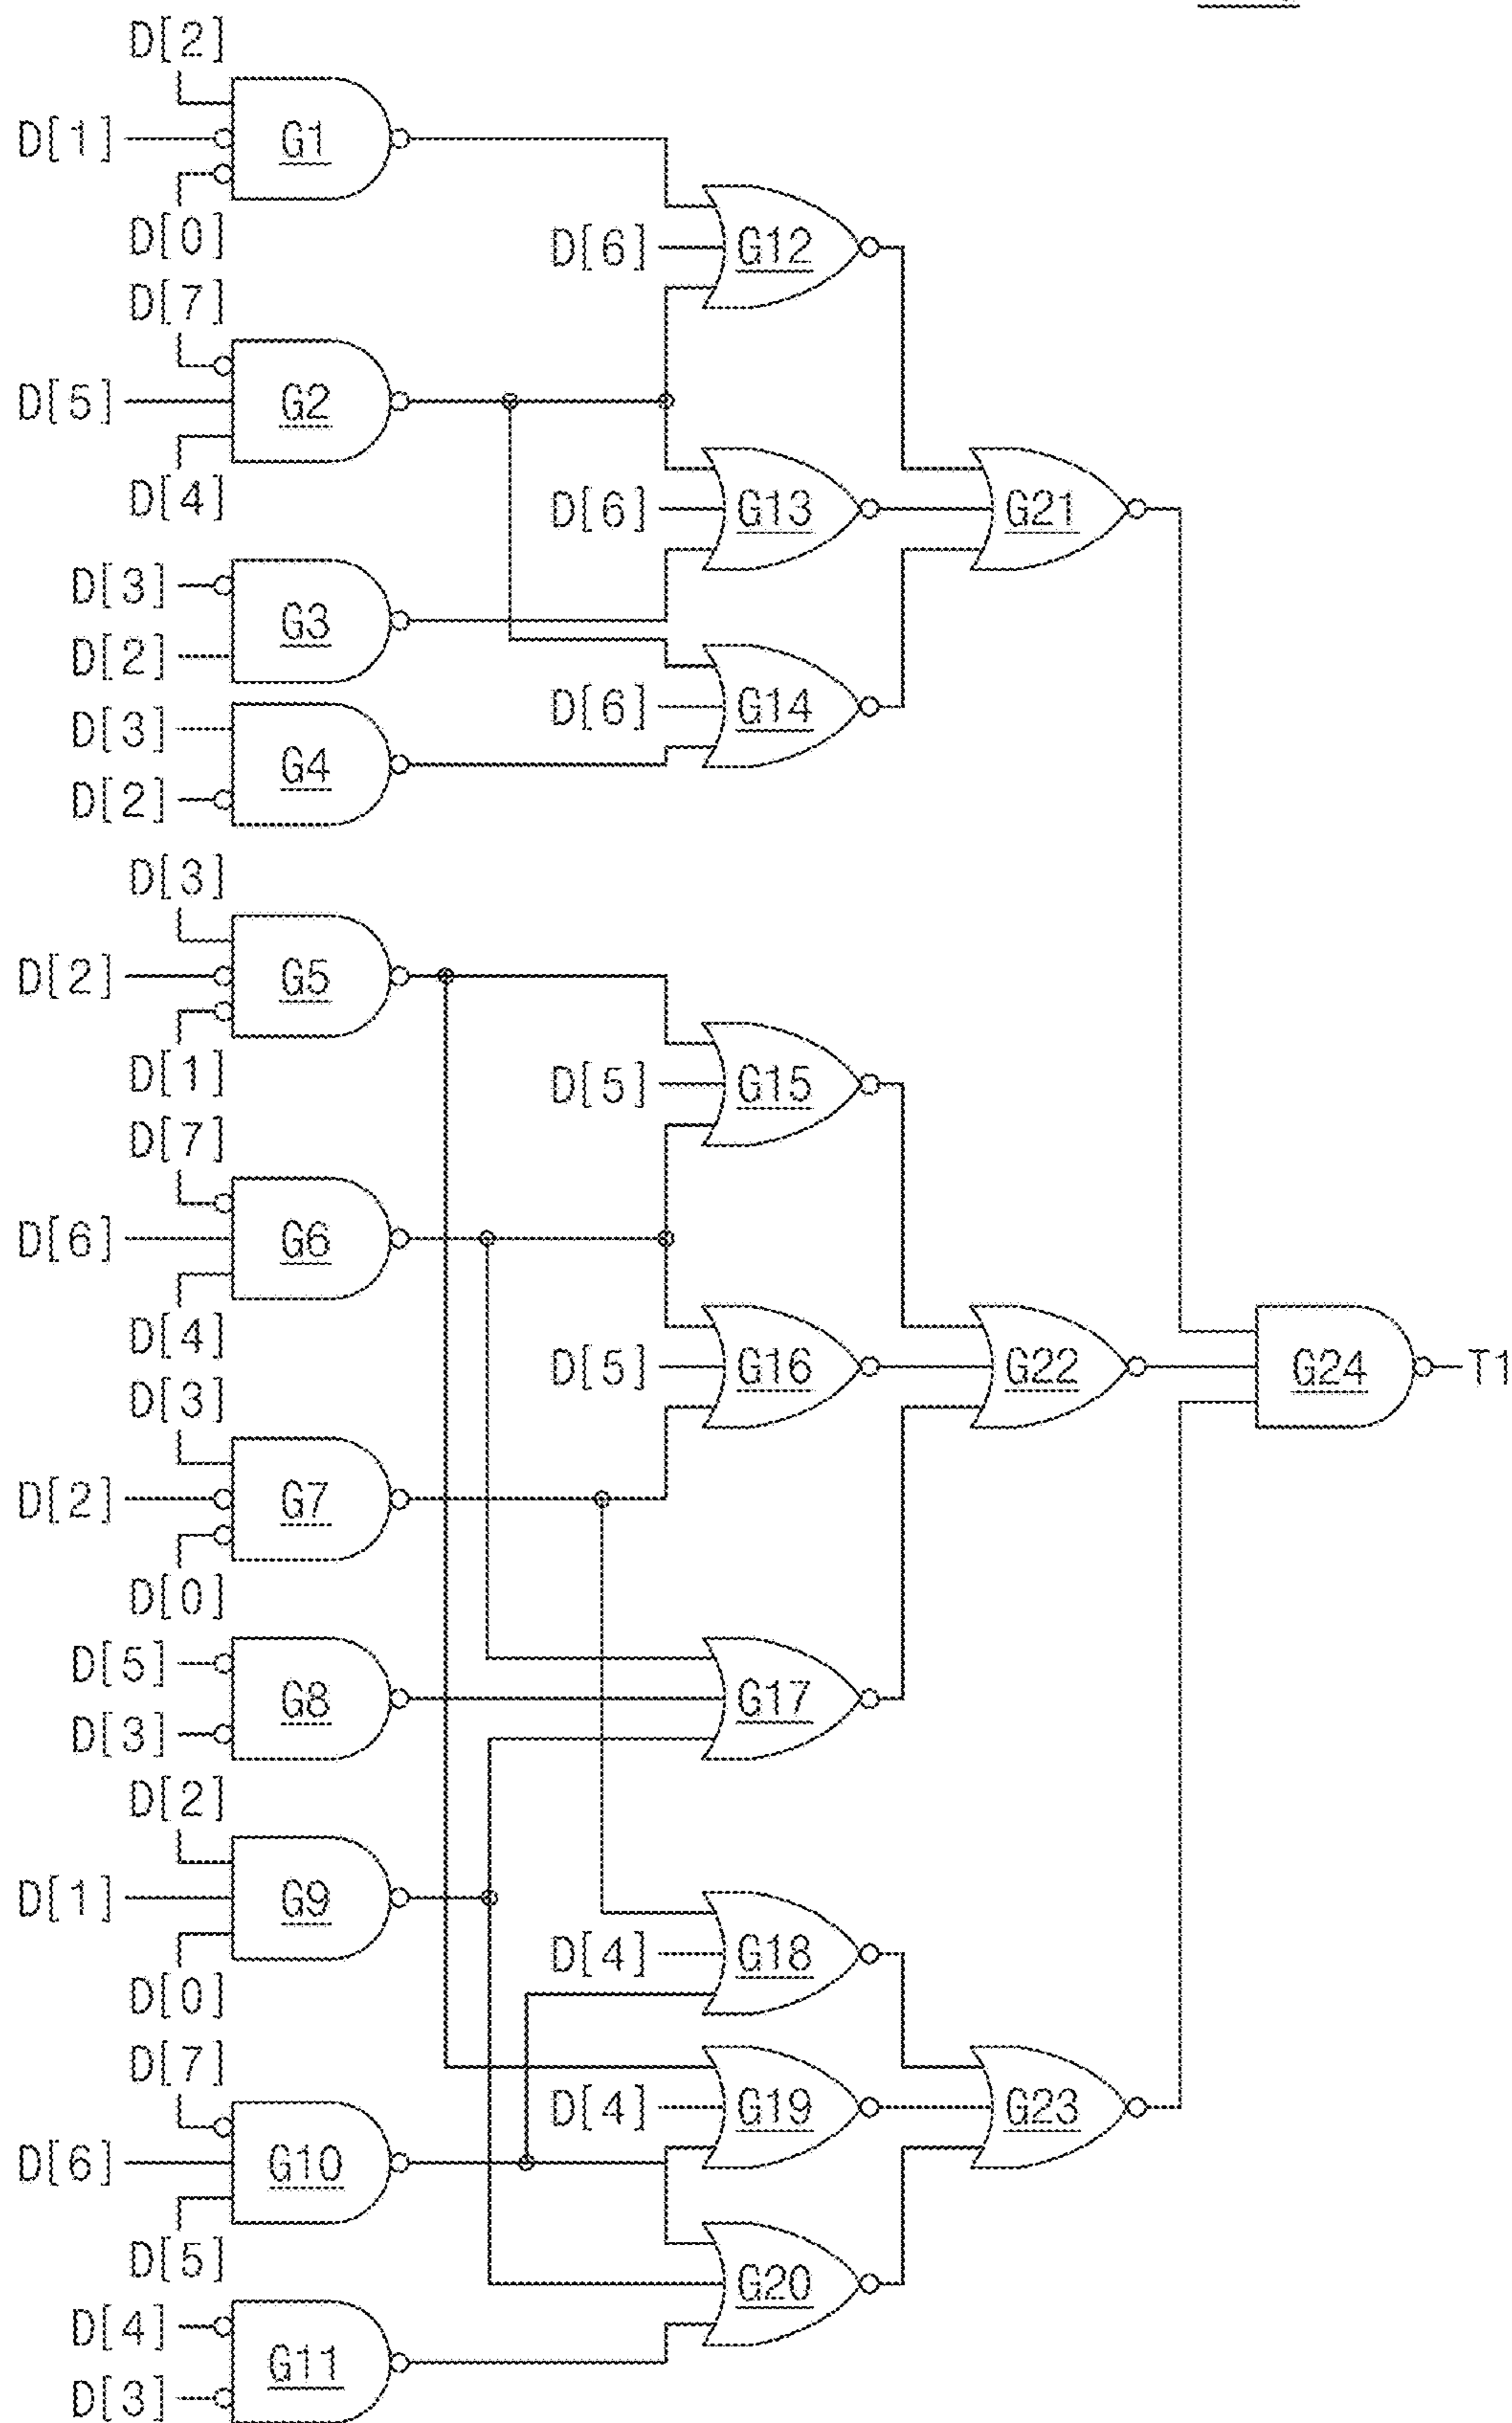 D[2]
D[1]
G1
D[0]
D[6]
G12
D[7]
D[5]
G2
D[4]
D[6]
G13
G21
D[3]
G3
D[2]
D[6]
G14
D[3]
G4
D[2]
D[3]
D[2]
G5
D[1]
D[5]
G15
D[7]
D[6]
G6
D[4]
D[5]
G16
G22
G24
T1
D[3]
D[2]
G7
D[0]
D[5]
G8
G17
D[3]
D[2]
D[1]
G9
D[0]
D[4]
G18
D[7]
D[4]
G19
G23
D[6]
G10
D[5]
G20
D[4]
G11
D[3]